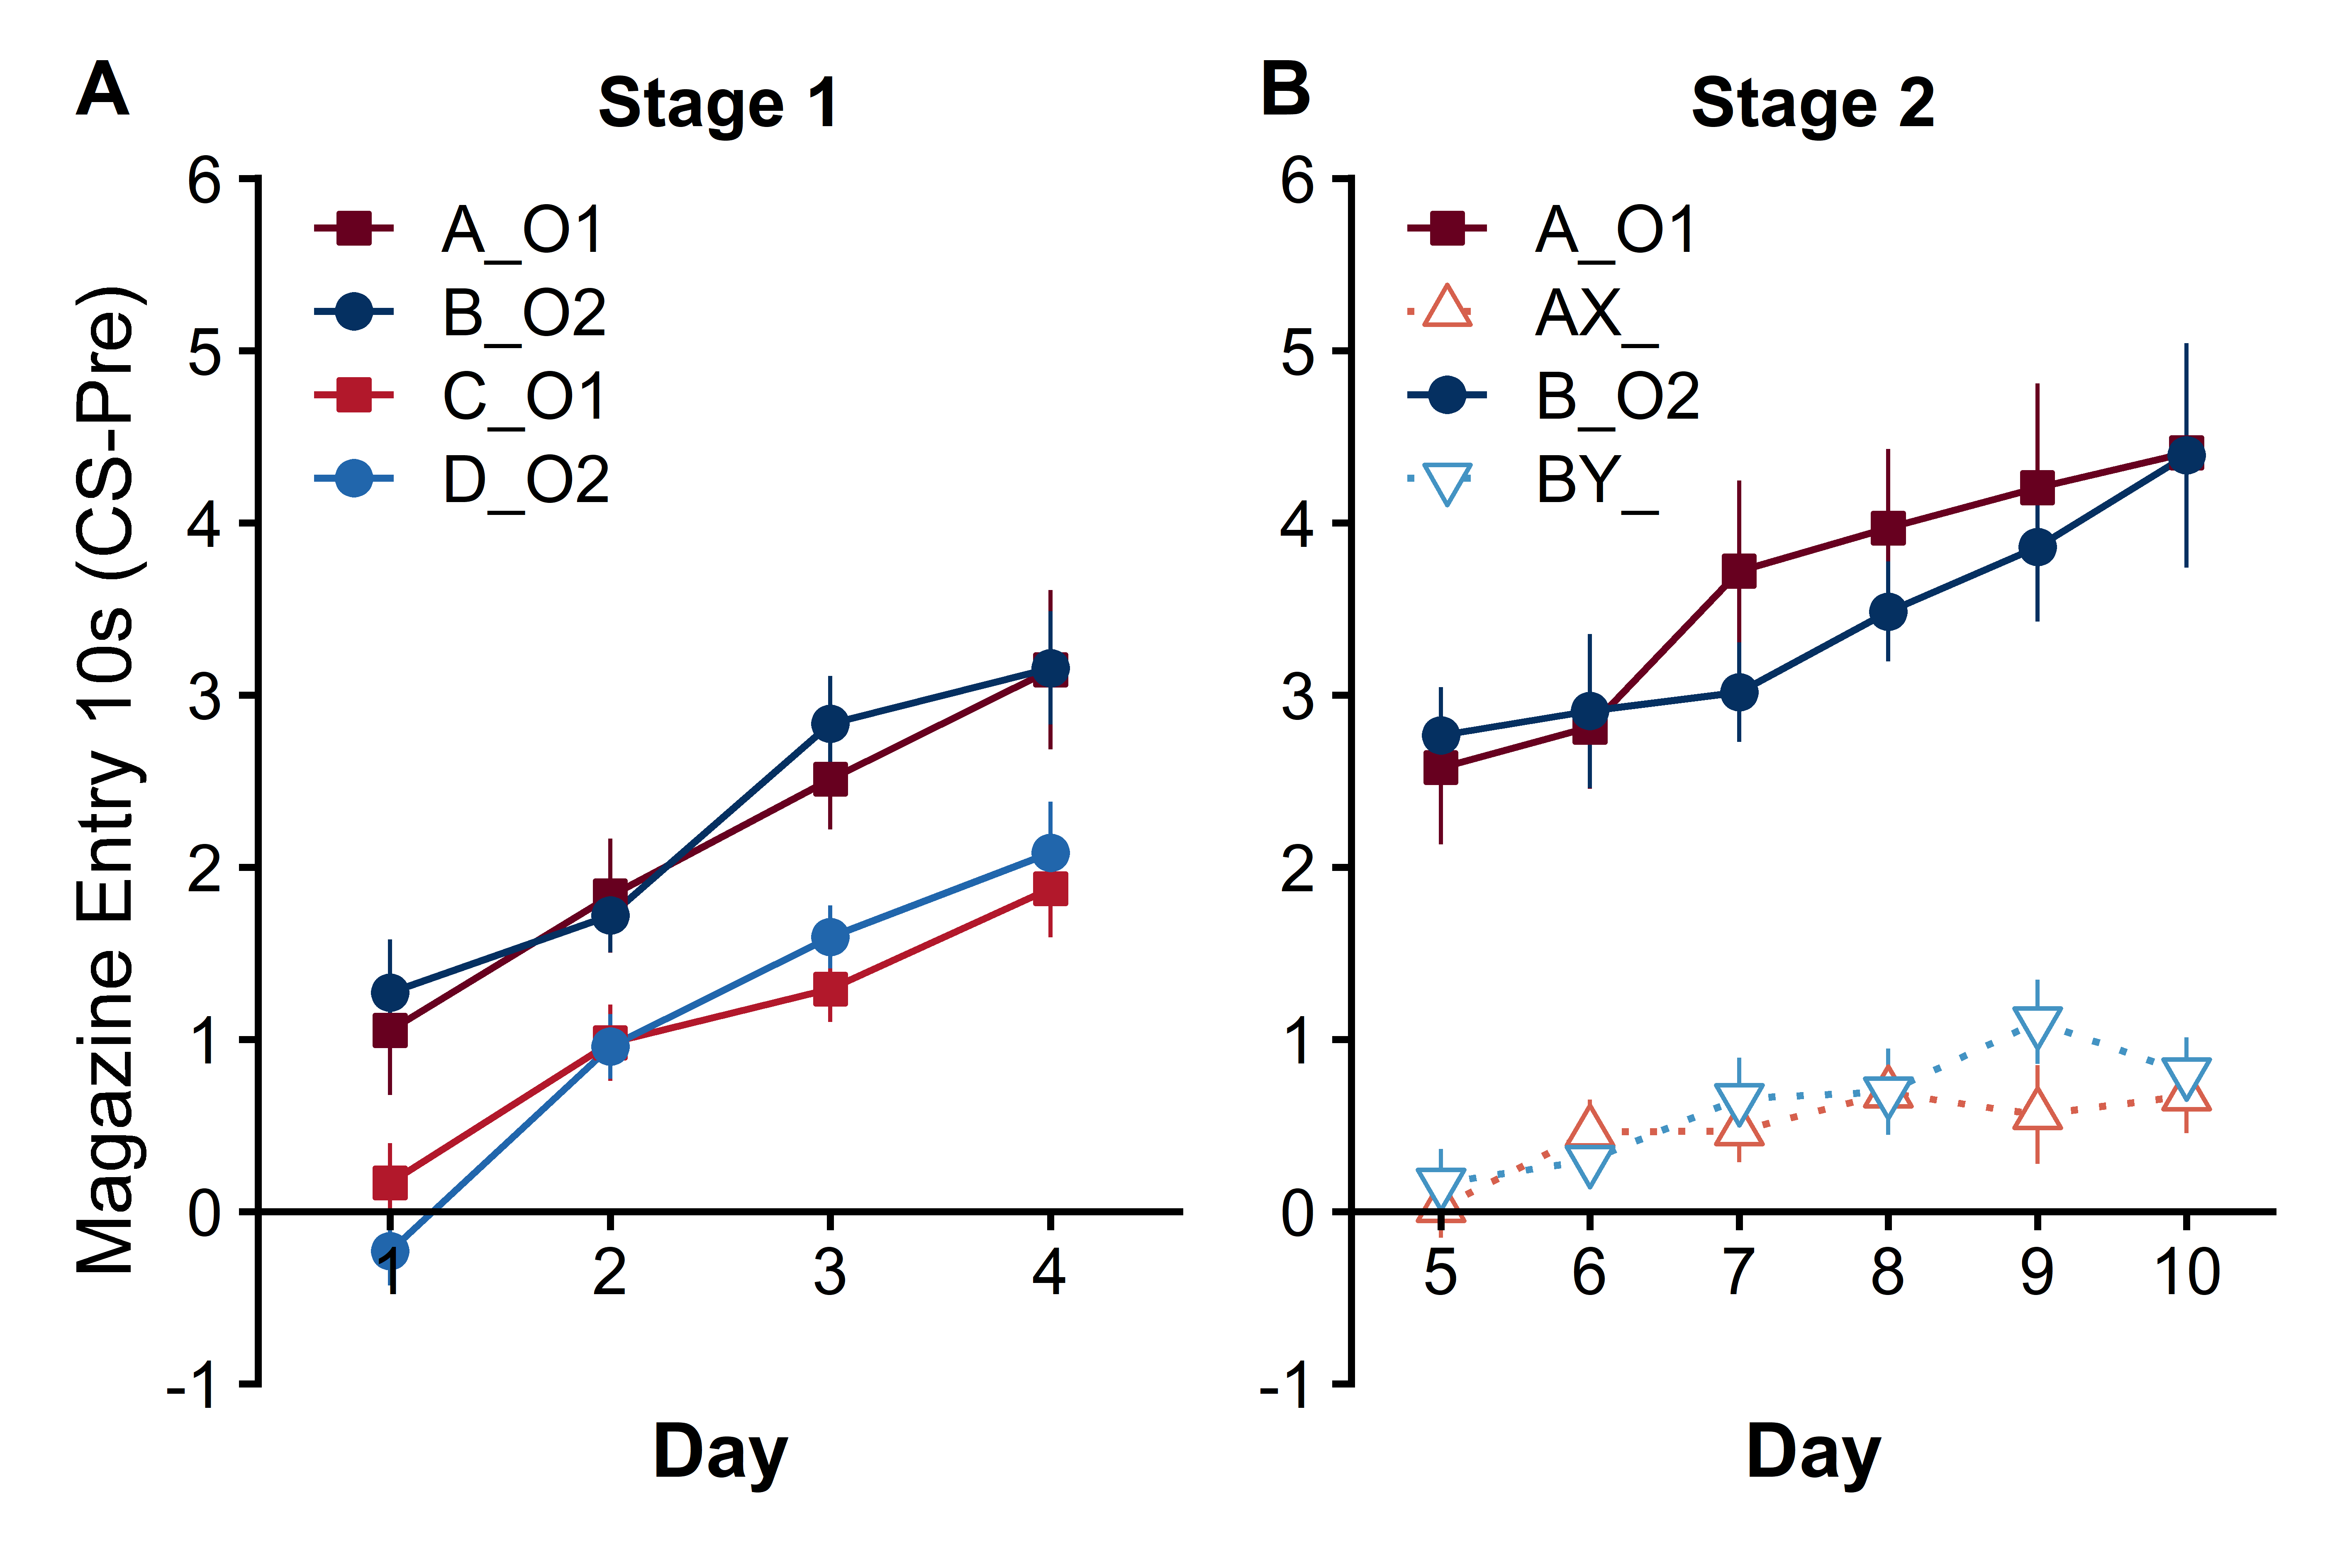 A
Stage 1
Magazine Entry 10s (CS-Pre)
6
5
4
3
2
1
0
-1
A_O1
B_O2
C_O1
D_O2
1 2 3 4
Day
B
Stage 2
6
5
4
3
2
1
0
-1
A_O1
AX_
B_O2
BY_
5 6 7 8 9 10
Day